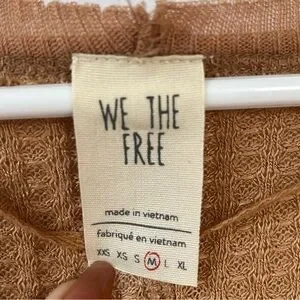 WE THE
FREE
made in vietnam
fabriqué en vietnam
XXS XS S M L XL